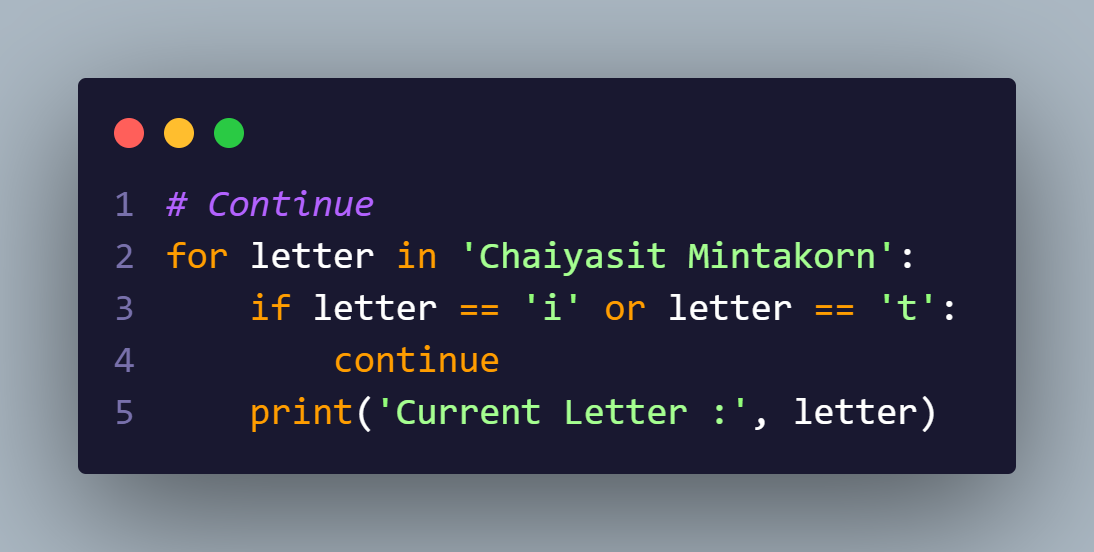 1 # Continue
2 for letter in 'Chaiyasit Mintakorn':
3     if letter == 'i' or letter == 't':
4         continue
5     print('Current Letter :', letter)